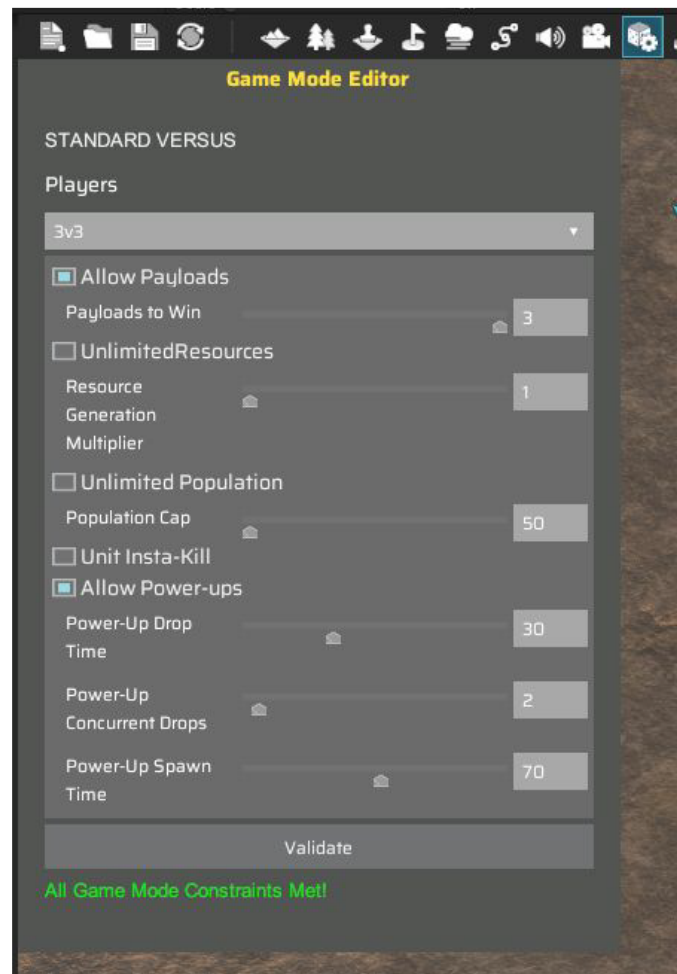 Game Mode Editor
STANDARD VERSUS
Players
3v3
Allow Payloads
Payloads to Win
3
UnlimitedResources
Resource
Generation
Multiplier
1
Unlimited Population
Population Cap
50
Unit Insta-Kill
Allow Power-ups
Power-Up Drop
Time
30
Power-Up
Concurrent Drops
2
Power-Up Spawn
Time
70
Validate
All Game Mode Constraints Met!